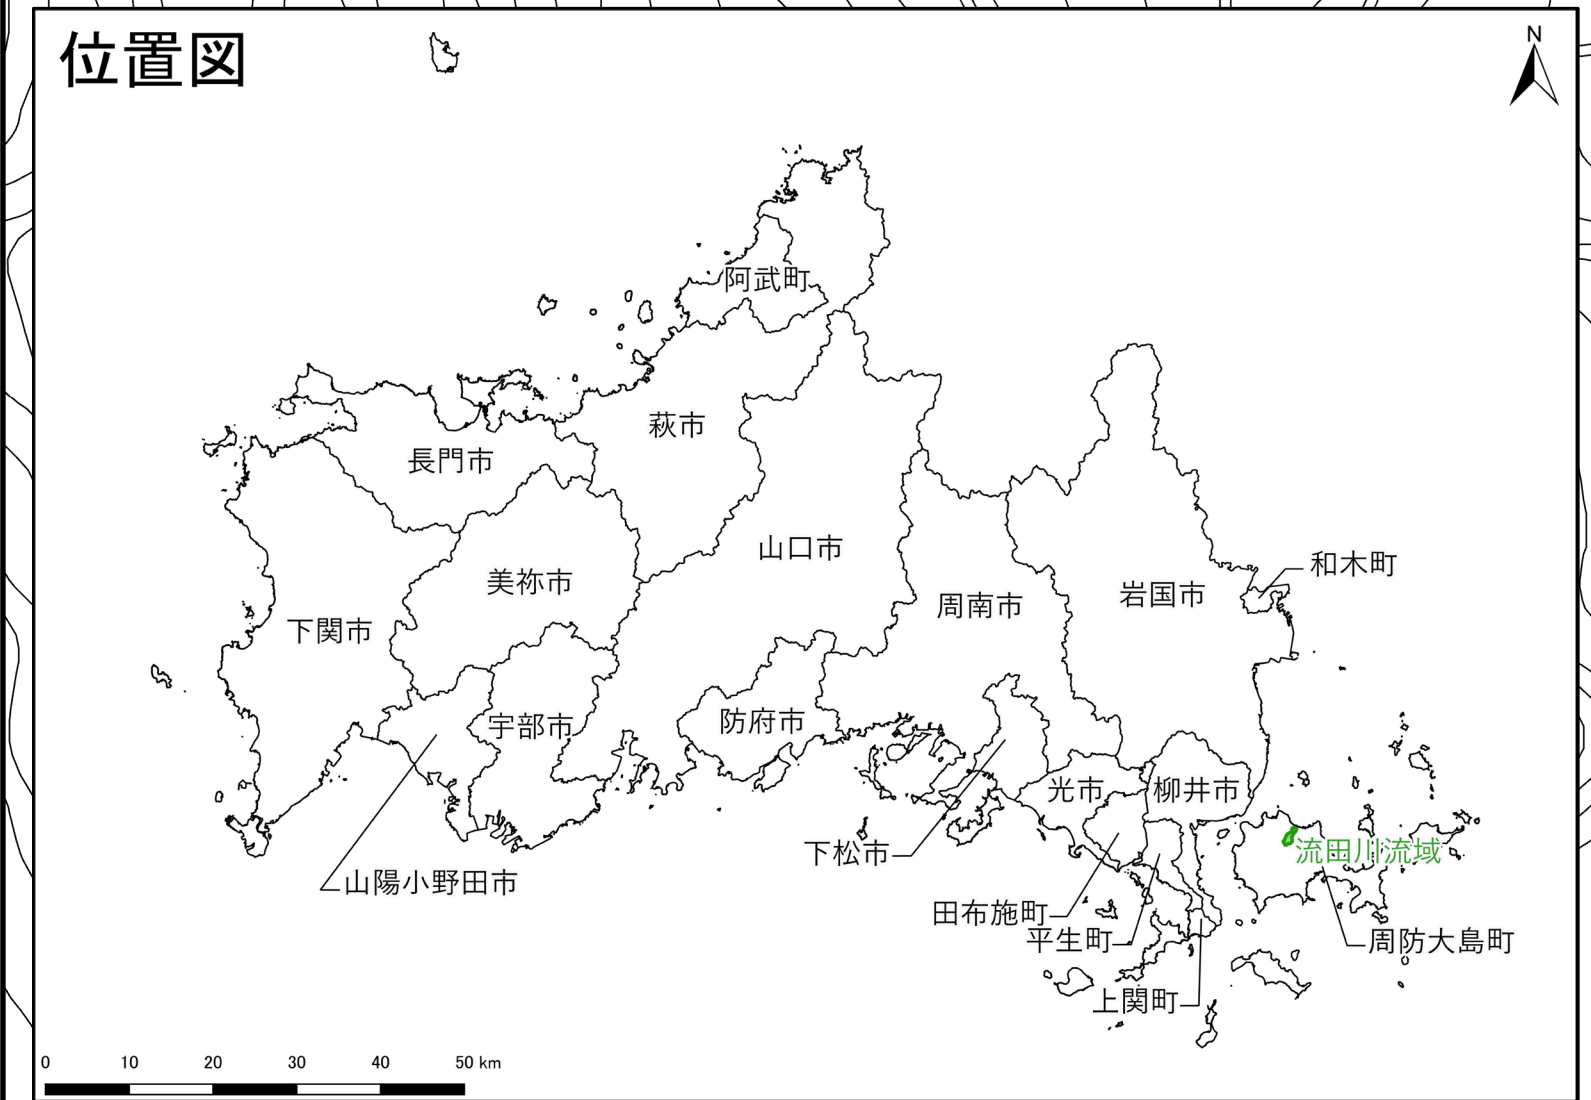 位置図
N
阿武町
萩市
長門市
山口市
和木町
美祢市
岩国市
周南市
下関市
防府市
宇部市
光市
柳井市
下松市
流田川流域
山陽小野田市
田布施町
平生町
周防大島町
上関町
0 10 20 30 40 50 km